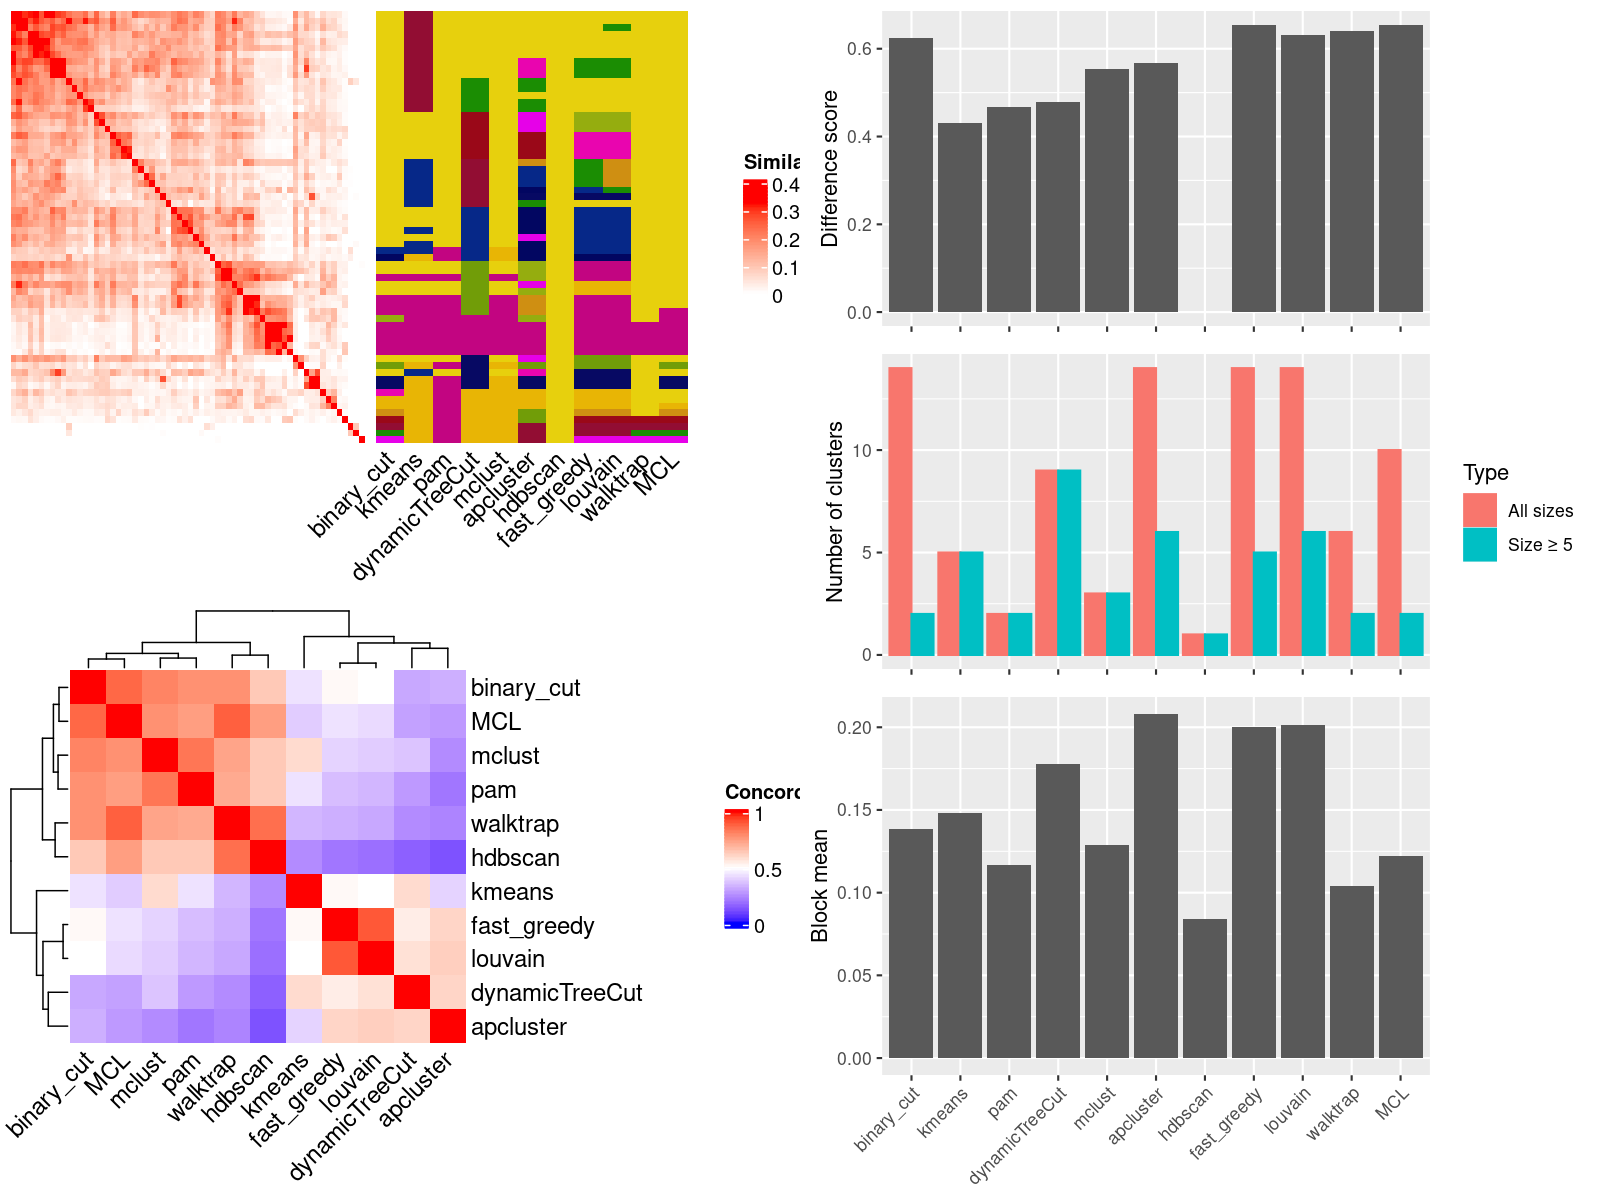 Simila
0.4
0.3
0.2
0.1
0
binary_cut
kmeans
pam
dynamicTreeCut
mclust
apcluster
hdbscan
fast_greedy
louvain
walktrap
MCL
binary_cut
MCL
mclust
pam
walktrap
hdbscan
kmeans
fast_greedy
louvain
dynamicTreeCut
apcluster
binary_cut
MCL
mclust
pam
walktrap
hdbscan
kmeans
fast_greedy
louvain
dynamicTreeCut
apcluster
Concord
1
0.5
0
Difference score
0.6
0.4
0.2
0.0
Number of clusters
10
5
0
Type
All sizes
Size ≥ 5
Block mean
0.20
0.15
0.10
0.05
0.00
binary_cut
kmeans
pam
dynamicTreeCut
mclust
apcluster
hdbscan
fast_greedy
louvain
walktrap
MCL